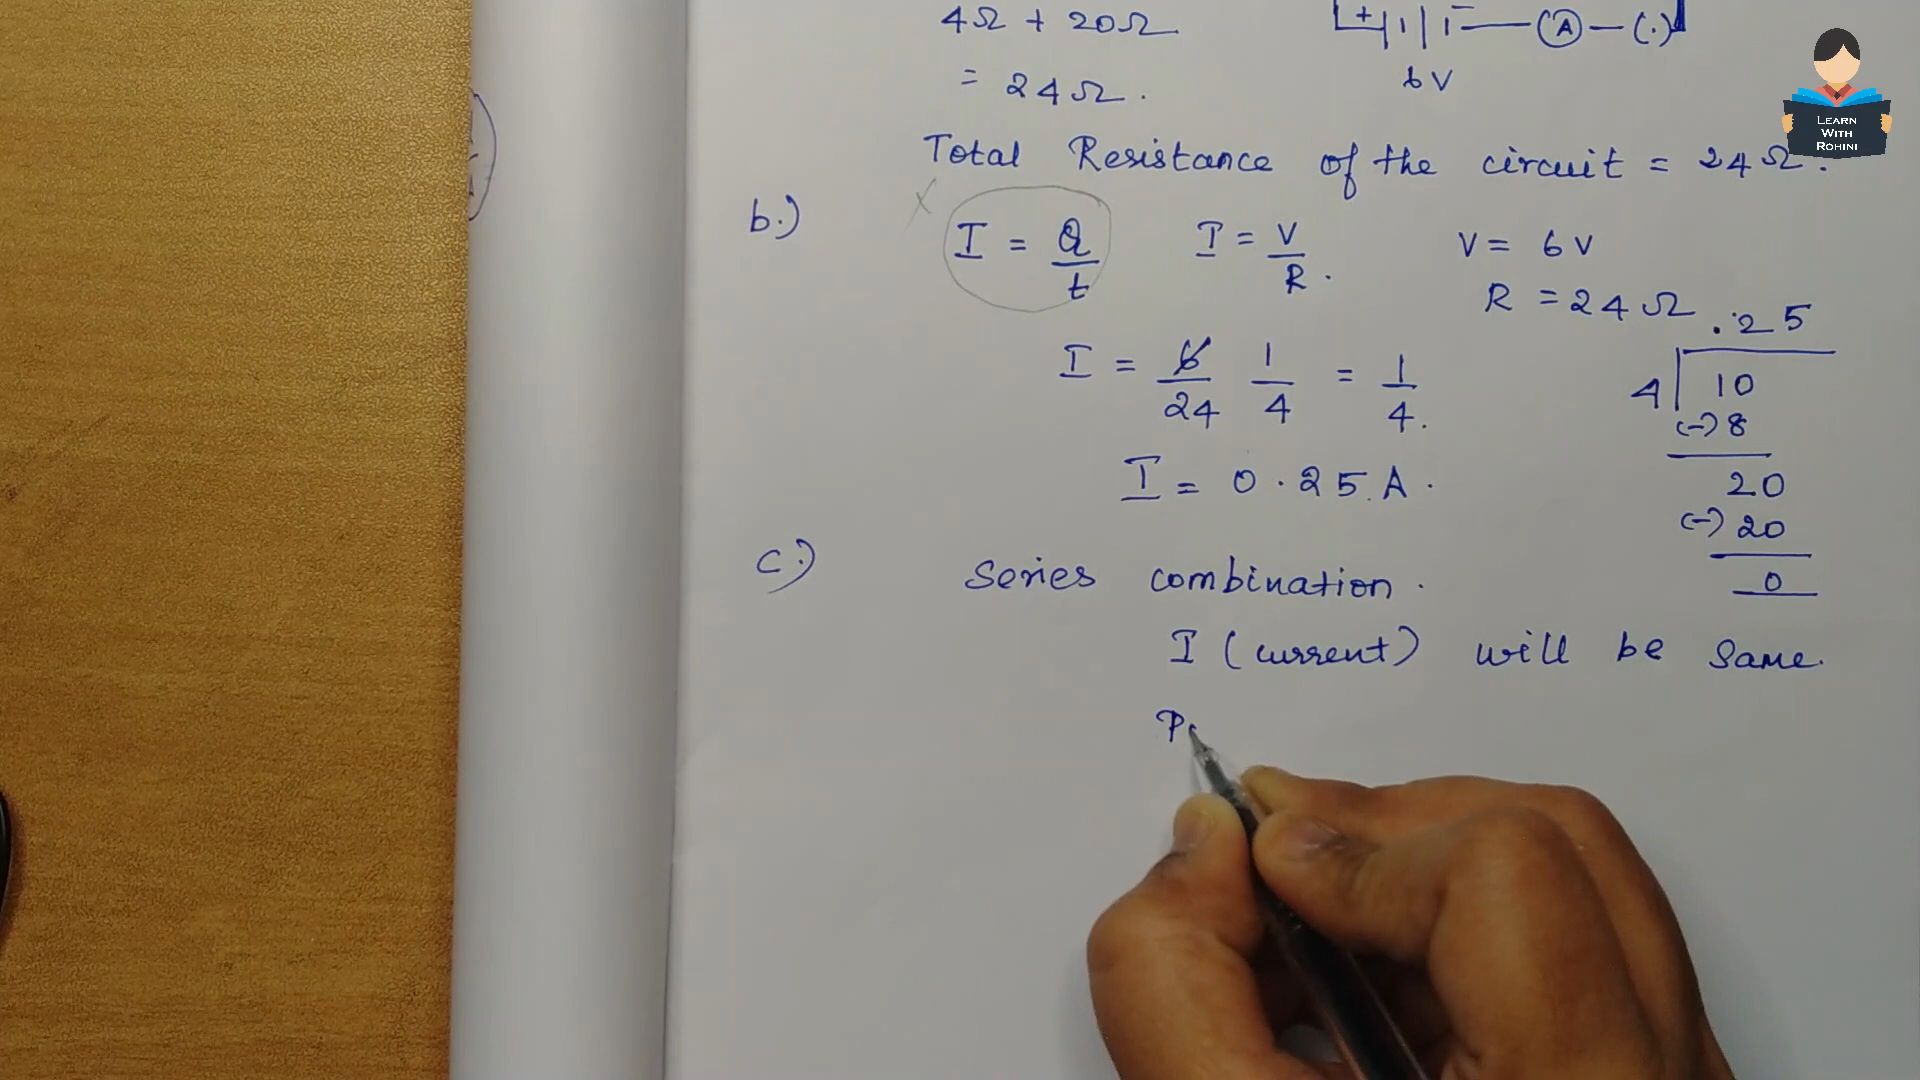 4Ω + 20Ω
= 24Ω.
+ (A) (.)
6V
LEARN
WITH
ROHINI
Total Resistance of the circuit = 24Ω.
b.)
x I = Q/t I = V/R. V = 6V
R = 24Ω
I = 6/24 1/4 = 1/4.
I = 0.25 A.
.25
4 10
(-) 8
20
(-) 20
0
c.) Series combination.
I (current) will be same.